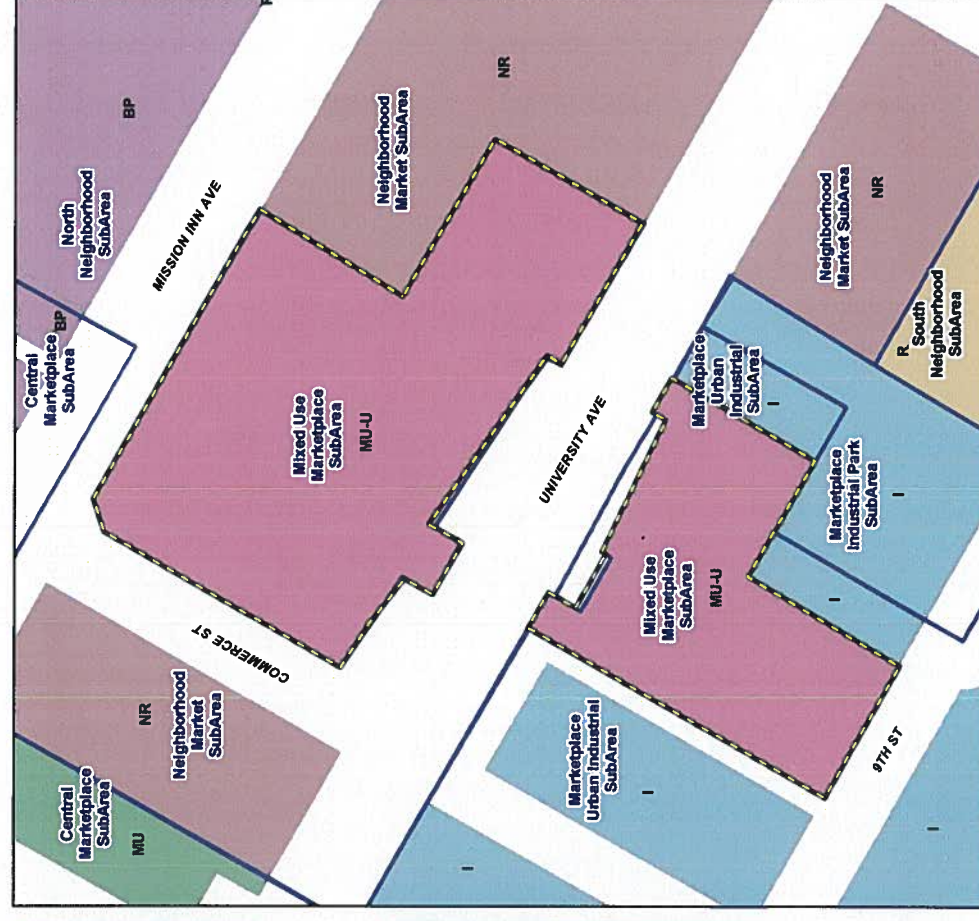 BP
North
Neighborhood
SubArea
MISSION INN AVE
BP
Central
Marketplace
SubArea
NR
Neighborhood
Market SubArea
Mixed Use
Marketplace
SubArea
MU-U
UNIVERSITY AVE
COMMERCE ST
NR
Neighborhood
Market
SubArea
Central
Marketplace
SubArea
MU
Neighborhood
Market SubArea
NR
R
South
Neighborhood
SubArea
Marketplace
Urban
Industrial
SubArea
I
Marketplace
Industrial Park
SubArea
I
I
Mixed Use
Marketplace
SubArea
MU-U
Marketplace
Urban Industrial
SubArea
I
9TH ST
I
I